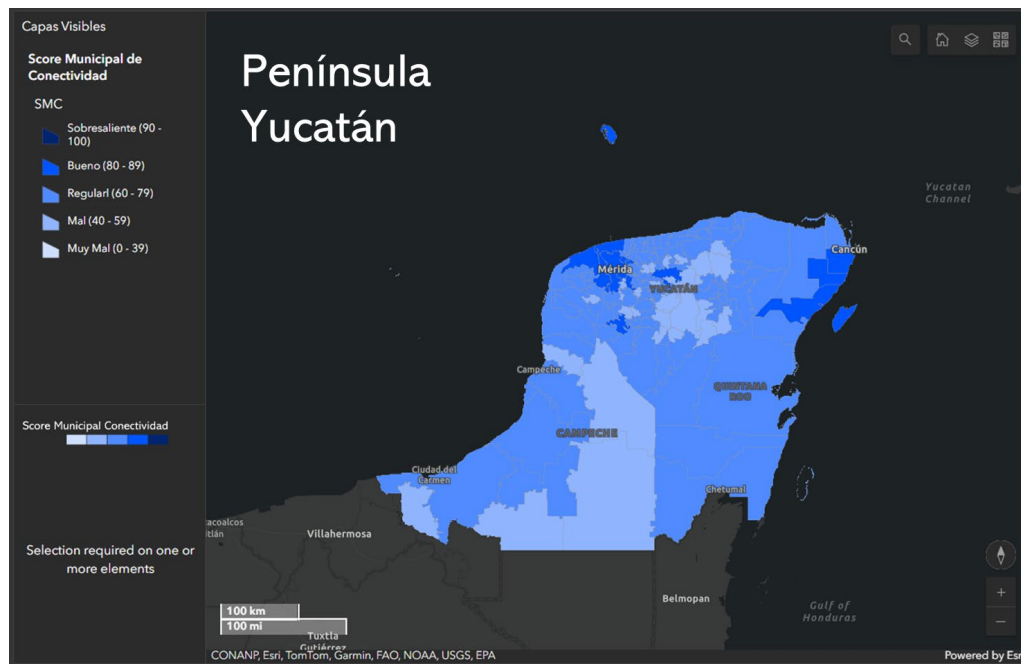 Capas Visibles
Score Municipal de
Conectividad
SMC
Sobresaliente (90 -
100)
Bueno (80 - 89)
Regularl (60 - 79)
Mal (40 - 59)
Muy Mal (0 - 39)
Score Municipal Conectividad
Selection required on one or
more elements
Península
Yucatán
Yucatan
Channel
Cancún
Mérida
YUCATÁN
Campeche
QUINTANA
ROO
CAMPECHE
Ciudad del
Carmen
Chetumal
Villahermosa
Belmopan
Gulf of
Honduras
100 km
100 mi
Tuxtla
Gutiérrez
CONANP, Esri, TomTom, Garmin, FAO, NOAA, USGS, EPA
Powered by Esri